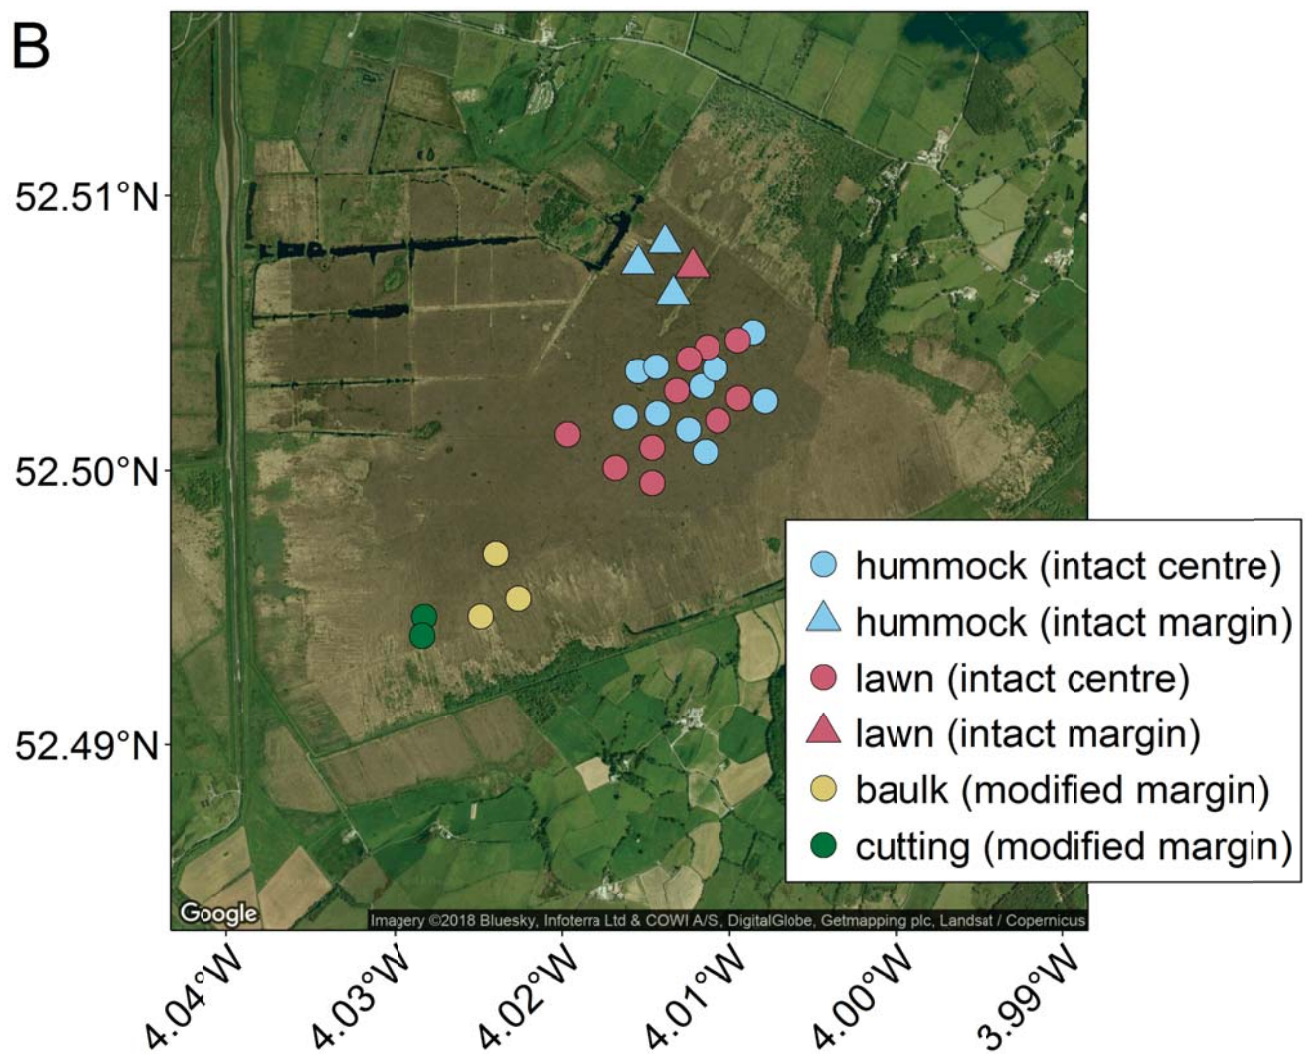 B
52.51°N
52.50°N
52.49°N
hummock (intact centre)
hummock (intact margin)
lawn (intact centre)
lawn (intact margin)
baulk (modified margin)
cutting (modified margin)
Google
Imagery ©2018 Bluesky, Infoterra Ltd & COWI A/S, DigitalGlobe, Getmapping plc, Landsat / Copernicus
4.04°W
4.03°W
4.02°W
4.01°W
4.00°W
3.99°W